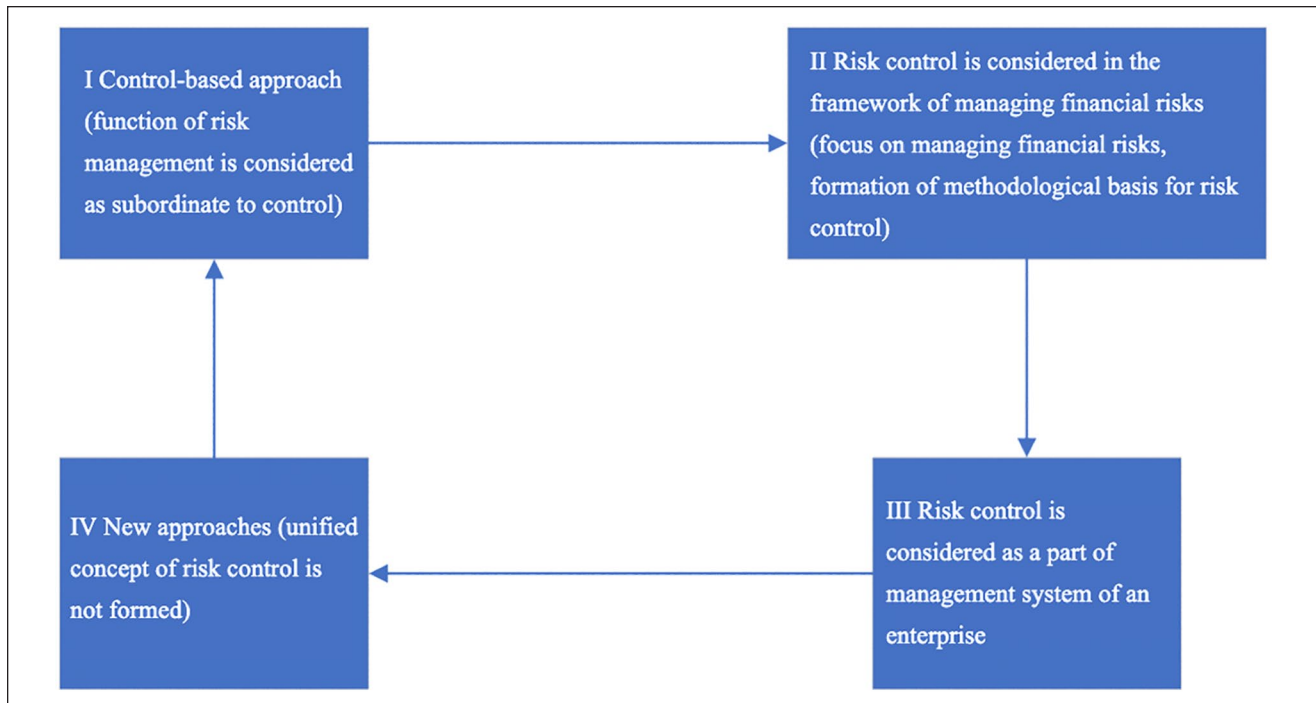 I Control-based approach
(function of risk
management is considered
as subordinate to control)
II Risk control is considered in the
framework of managing financial risks
(focus on managing financial risks,
formation of methodological basis for risk
control)
III Risk control is
considered as a part of
management system of an
enterprise
IV New approaches (unified
concept of risk control is
not formed)